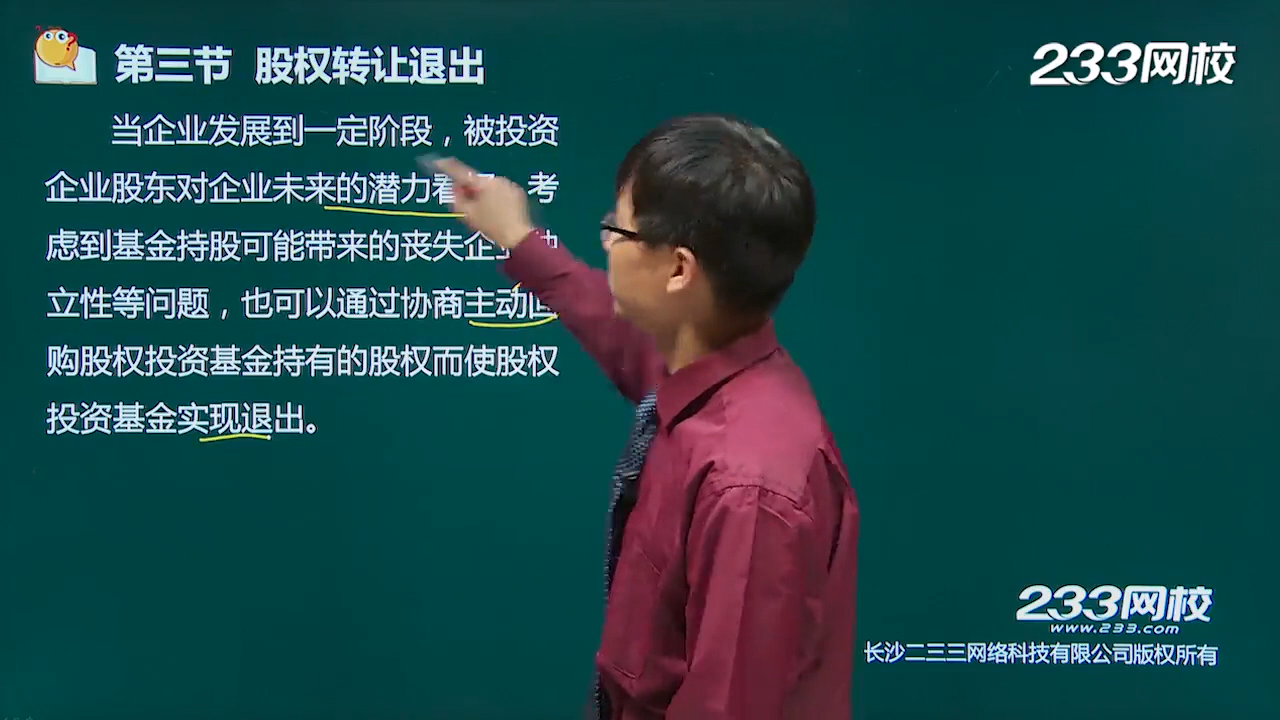 第三节 股权转让退出
233网校
当企业发展到一定阶段，被投资
企业股东对企业未来的潜力看 考
虑到基金持股可能带来的丧失企
立性等问题，也可以通过协商主动回
购股权投资基金持有的股权而使股权
投资基金实现退出。
233网校
www.233.com
长沙二三三网络科技有限公司版权所有